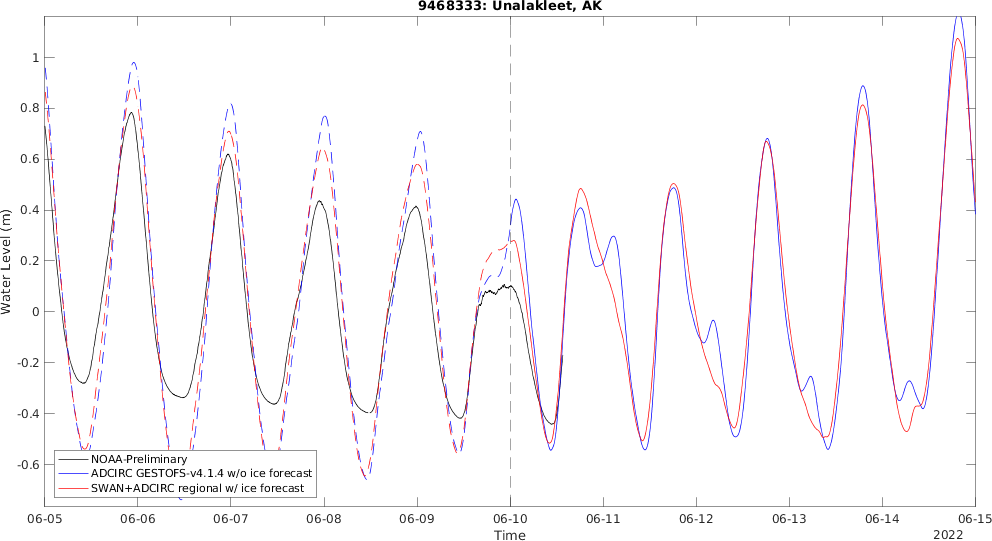 9468333: Unalakleet, AK
Water Level (m)
1
0.8
0.6
0.4
0.2
0
-0.2
-0.4
-0.6
NOAA-Preliminary
ADCIRC GESTOFS-v4.1.4 w/o ice forecast
SWAN+ADCIRC regional w/ ice forecast
06-05 06-06 06-07 06-08 06-09 06-10 06-11 06-12 06-13 06-14 06-15
Time
2022